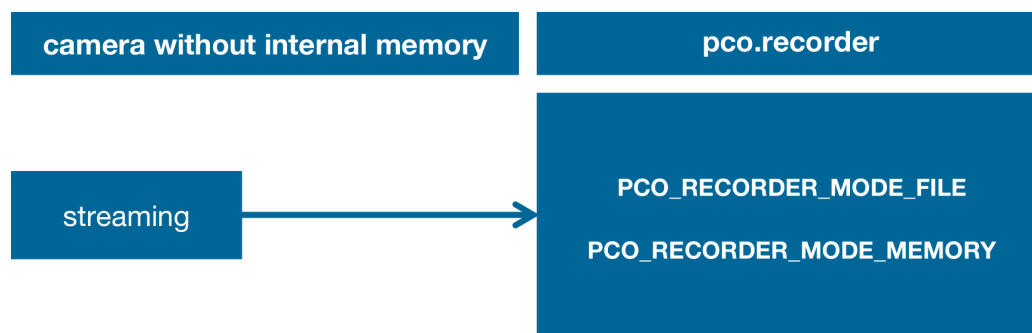 camera without internal memory
pco.recorder
streaming
PCO_RECORDER_MODE_FILE
PCO_RECORDER_MODE_MEMORY